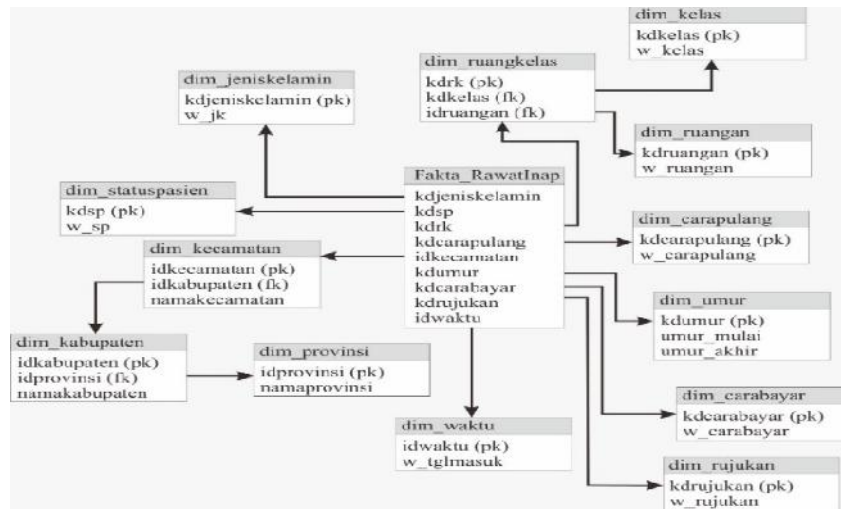 dim_kelas
kdkelas (pk)
w_kelas
dim_ruangkelas
kdrk (pk)
kdkelas (fk)
idruangan (fk)
dim_jeniskelamin
kdjeniskelamin (pk)
w_jk
dim_ruangan
kdruangan (pk)
w_ruangan
Fakta_RawatInap
kdjeniskelamin
kdsp
kdrk
kdcarapulang
idkecamatan
kdumur
kdcarabayar
kdrujukan
idwaktu
dim_statuspasien
kdsp (pk)
w_sp
dim_carapulang
kdcarapulang (pk)
w_carapulang
dim_kecamatan
idkecamatan (pk)
idkabupaten (fk)
namakecamatan
dim_umur
kdumur (pk)
umur_mulai
umur_akhir
dim_kabupaten
idkabupaten (pk)
idprovinsi (fk)
namakabupaten
dim_provinsi
idprovinsi (pk)
namaprovinsi
dim_carabayar
kdcarabayar (pk)
w_carabayar
dim_waktu
idwaktu (pk)
w_tglmasuk
dim_rujukan
kdrujukan (pk)
w_rujukan